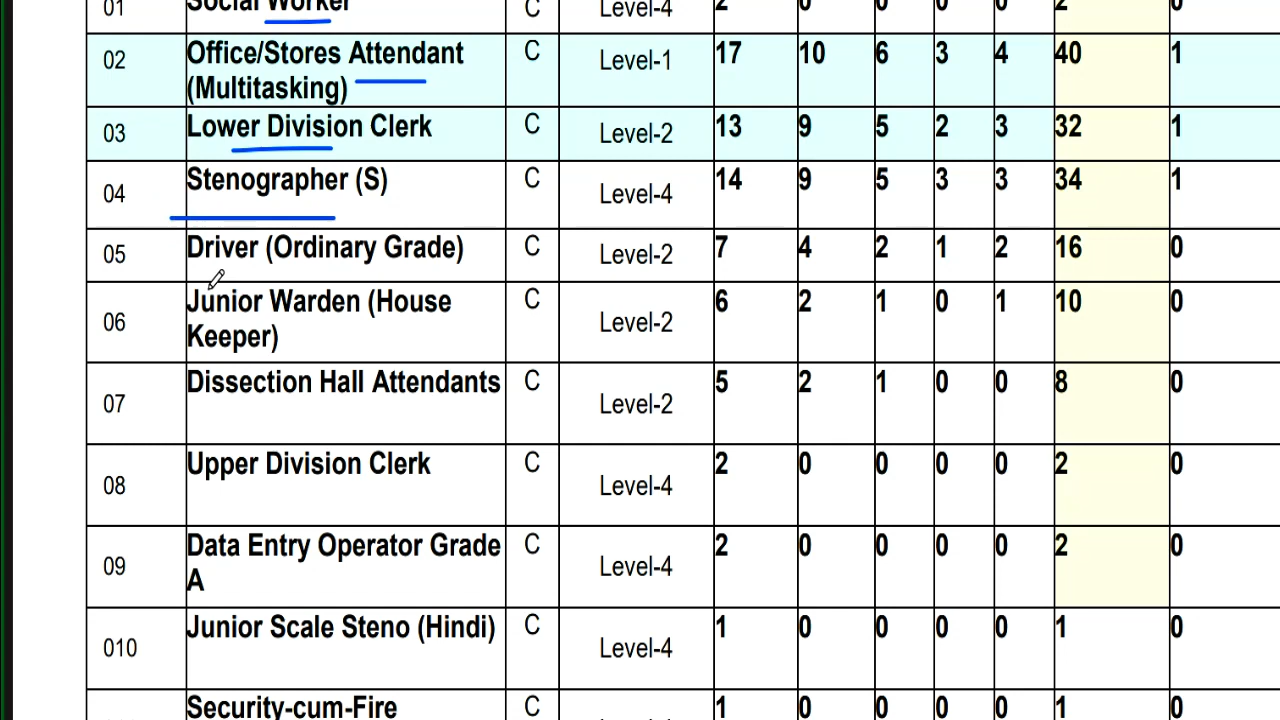 01 Social Worker C Level-4 2 0 0 0 0 2 0
02 Office/Stores Attendant C Level-1 17 10 6 3 4 40 1
(Multitasking)
03 Lower Division Clerk C Level-2 13 9 5 2 3 32 1
04 Stenographer (S) C Level-4 14 9 5 3 3 34 1
05 Driver (Ordinary Grade) C Level-2 7 4 2 1 2 16 0
06 Junior Warden (House C Level-2 6 2 1 0 1 10 0
Keeper)
07 Dissection Hall Attendants C Level-2 5 2 1 0 0 8 0
08 Upper Division Clerk C Level-4 2 0 0 0 0 2 0
09 Data Entry Operator Grade C Level-4 2 0 0 0 0 2 0
A
010 Junior Scale Steno (Hindi) C Level-4 1 0 0 0 0 1 0
Security-cum-Fire C 1 0 0 0 0 1 0